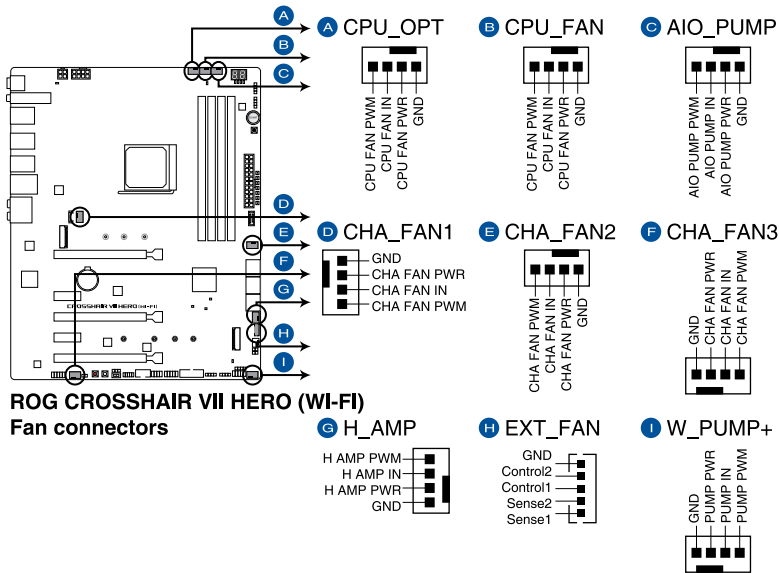 A
B
C
D
E
F
G
H
I
CROSSHAIR VII HERO(WI-FI)
ROG CROSSHAIR VII HERO (WI-FI)
Fan connectors
A CPU_OPT
CPU FAN PWM
CPU FAN IN
CPU FAN PWR
GND
B CPU_FAN
CPU FAN PWM
CPU FAN IN
CPU FAN PWR
GND
C AIO_PUMP
AIO PUMP PWM
AIO PUMP IN
AIO PUMP PWR
GND
D CHA_FAN1
GND
CHA FAN PWR
CHA FAN IN
CHA FAN PWM
E CHA_FAN2
CHA FAN PWM
CHA FAN IN
CHA FAN PWR
GND
F CHA_FAN3
GND
CHA FAN PWR
CHA FAN IN
CHA FAN PWM
G H_AMP
H AMP PWM
H AMP IN
H AMP PWR
GND
H EXT_FAN
GND
Control2
Control1
Sense2
Sense1
I W_PUMP+
GND
PUMP PWR
PUMP IN
PUMP PWM